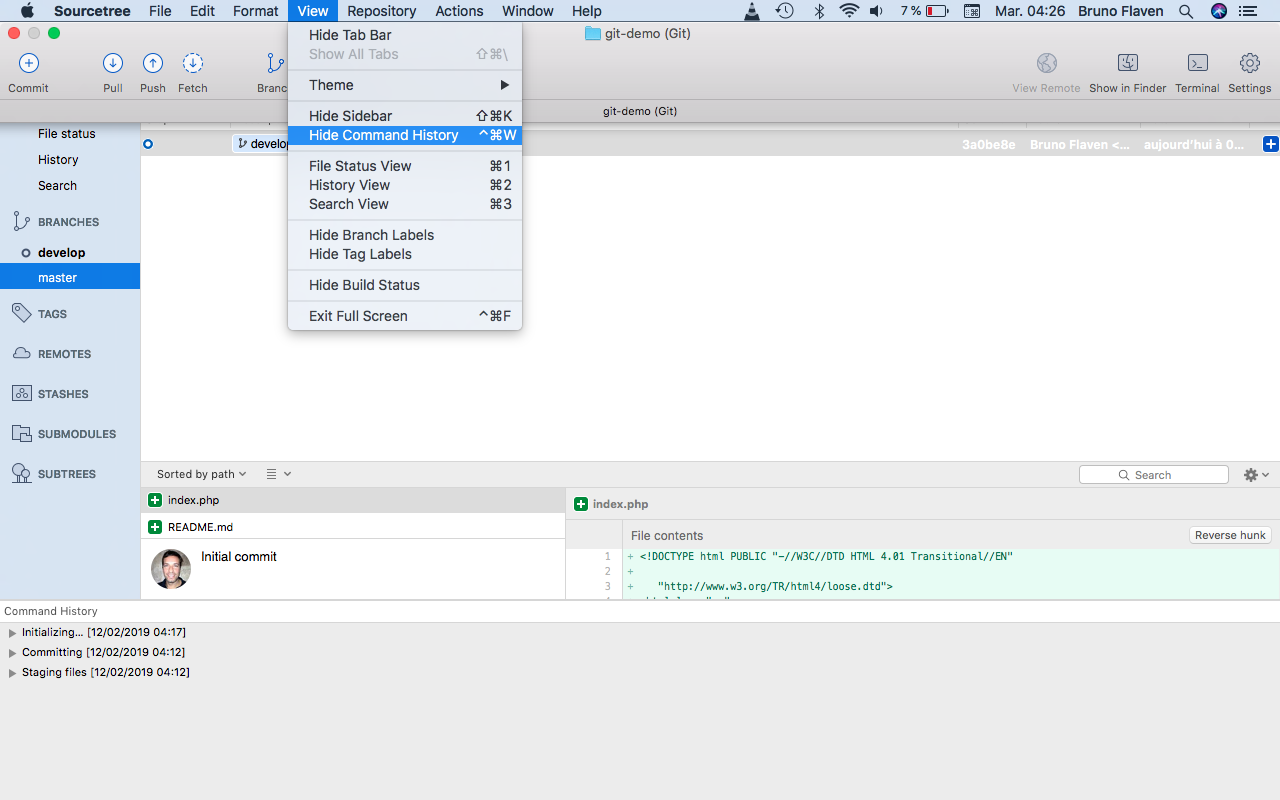 Sourcetree File Edit Format View Repository Actions Window Help 7 % Mar. 04:26 Bruno Flaven
git-demo (Git)
Commit Pull Push Fetch Branc View Remote Show in Finder Terminal Settings
git-demo (Git)
Hide Tab Bar
Show All Tabs ⇧⌘\
Theme ▶
Hide Sidebar ⇧⌘K
Hide Command History ^⌘W
File Status View ⌘1
History View ⌘2
Search View ⌘3
Hide Branch Labels
Hide Tag Labels
Hide Build Status
Exit Full Screen ^⌘F
File status
History
Search
BRANCHES
develop
master
TAGS
REMOTES
STASHES
SUBMODULES
SUBTREES
develop 3a0be8e Bruno Flaven <... aujourd'hui à 0...
Sorted by path Search
index.php
README.md
Initial commit
index.php
File contents Reverse hunk
1 + <!DOCTYPE html PUBLIC "-//W3C//DTD HTML 4.01 Transitional//EN"
2 +
3 + "http://www.w3.org/TR/html4/loose.dtd">
Command History
Initializing... [12/02/2019 04:17]
Committing [12/02/2019 04:12]
Staging files [12/02/2019 04:12]